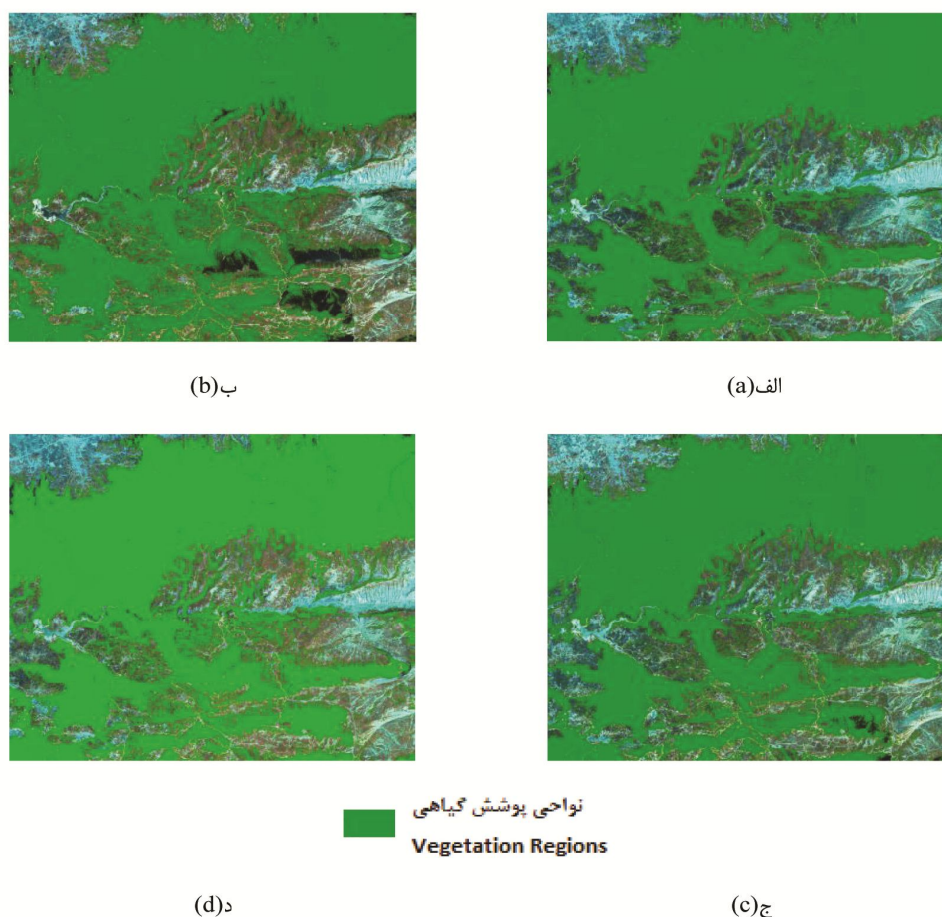 الف(a)
ب(b)
نواحی پوشش گیاهی
Vegetation Regions
ج(c)
د(d)